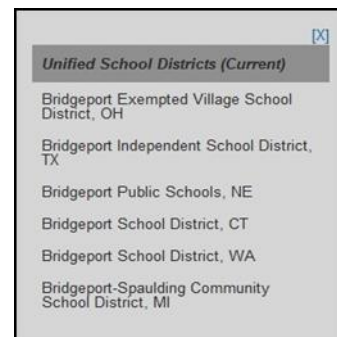 [X]
Unified School Districts (Current)
Bridgeport Exempted Village School
District, OH
Bridgeport Independent School District,
TX
Bridgeport Public Schools, NE
Bridgeport School District, CT
Bridgeport School District, WA
Bridgeport-Spaulding Community
School District, MI